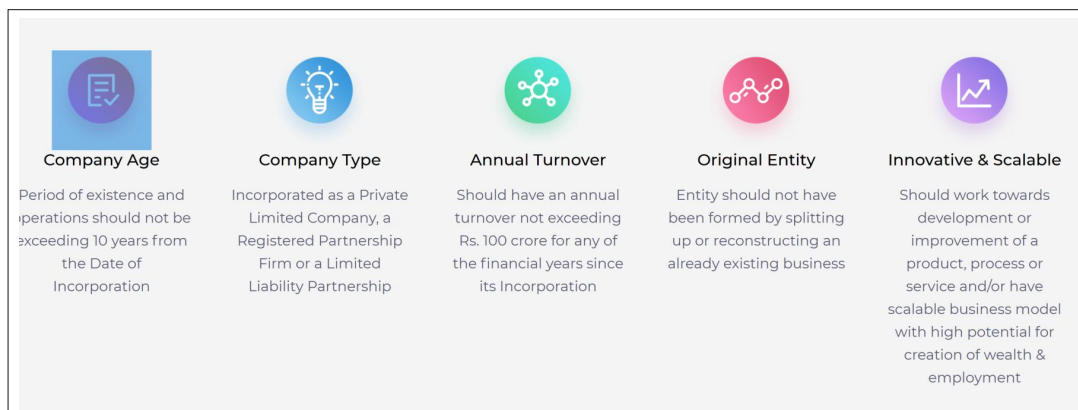 Company Age
Period of existence and
operations should not be
exceeding 10 years from
the Date of
Incorporation
Company Type
Incorporated as a Private
Limited Company, a
Registered Partnership
Firm or a Limited
Liability Partnership
Annual Turnover
Should have an annual
turnover not exceeding
Rs. 100 crore for any of
the financial years since
its Incorporation
Original Entity
Entity should not have
been formed by splitting
up or reconstructing an
already existing business
Innovative & Scalable
Should work towards
development or
improvement of a
product, process or
service and/or have
scalable business model
with high potential for
creation of wealth &
employment